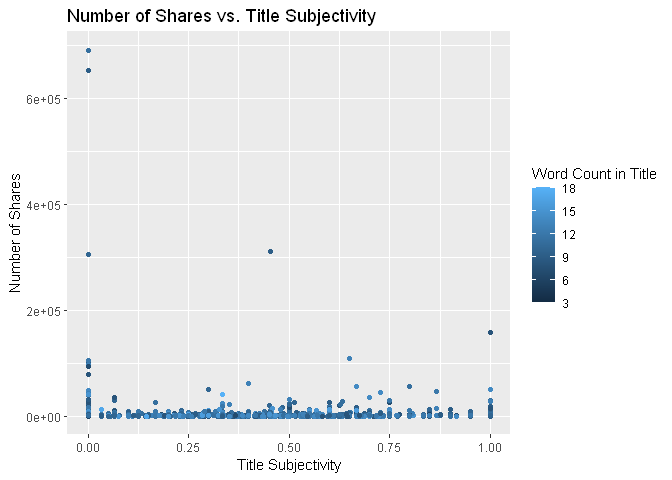 Number of Shares vs. Title Subjectivity
6e+05
4e+05
2e+05
0e+00
Number of Shares
0.00 0.25 0.50 0.75 1.00
Title Subjectivity
Word Count in Title
18
15
12
9
6
3